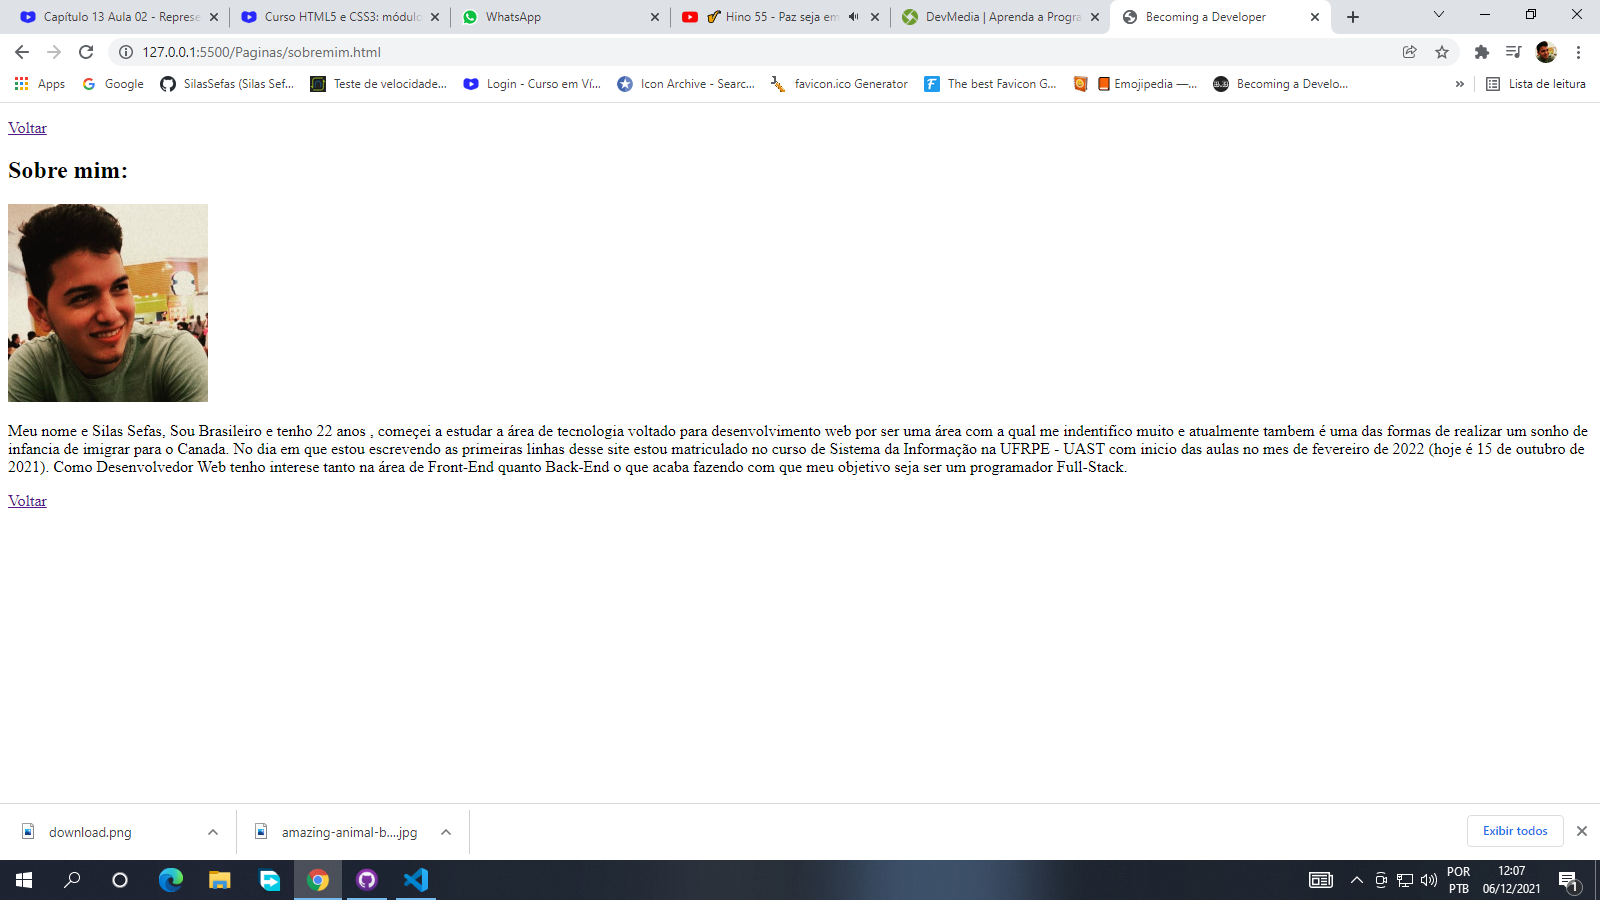 Capítulo 13 Aula 02 - Represe
Curso HTML5 e CSS3: módulo
WhatsApp
Hino 55 - Paz seja em
DevMedia | Aprenda a Progra
Becoming a Developer
127.0.0.1:5500/Paginas/sobremim.html
Apps
Google
SilasSefas (Silas Sef...
Teste de velocidade...
Login - Curso em Ví...
Icon Archive - Searc...
favicon.ico Generator
The best Favicon G...
Emojipedia —...
Becoming a Develo...
»
Lista de leitura
Voltar
Sobre mim:
Meu nome e Silas Sefas, Sou Brasileiro e tenho 22 anos , começei a estudar a área de tecnologia voltado para desenvolvimento web por ser uma área com a qual me indentifico muito e atualmente tambem é uma das formas de realizar um sonho de
infancia de imigrar para o Canada. No dia em que estou escrevendo as primeiras linhas desse site estou matriculado no curso de Sistema da Informação na UFRPE - UAST com inicio das aulas no mes de fevereiro de 2022 (hoje é 15 de outubro de
2021). Como Desenvolvedor Web tenho interese tanto na área de Front-End quanto Back-End o que acaba fazendo com que meu objetivo seja ser um programador Full-Stack.
Voltar
download.png
amazing-animal-b....jpg
Exibir todos
POR
PTB
12:07
06/12/2021
1